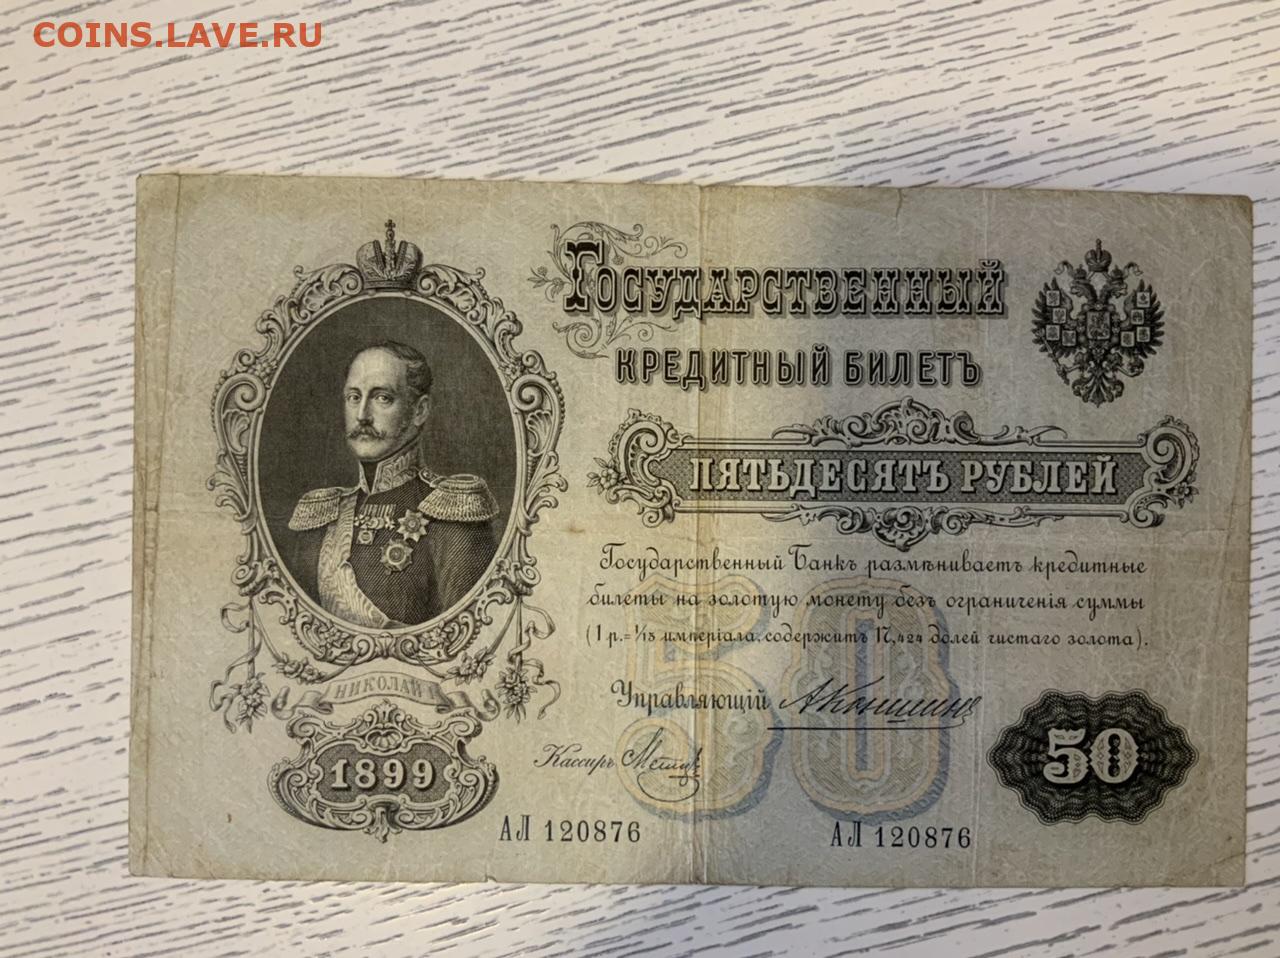 COINS.LAVE.RU
Государственный
кредитный билетъ
пятьдесятъ рублей
Государственный Банкъ размѣниваетъ кредитные
билеты на золотую монету безъ ограниченія суммы
(1 р.= 1/15 имперіала, содержитъ 17,424 долей чистаго золота).
Управляющій АКоншинъ
НИКОЛАЙ I
Кассиръ
1899
50
50
АЛ 120876
АЛ 120876